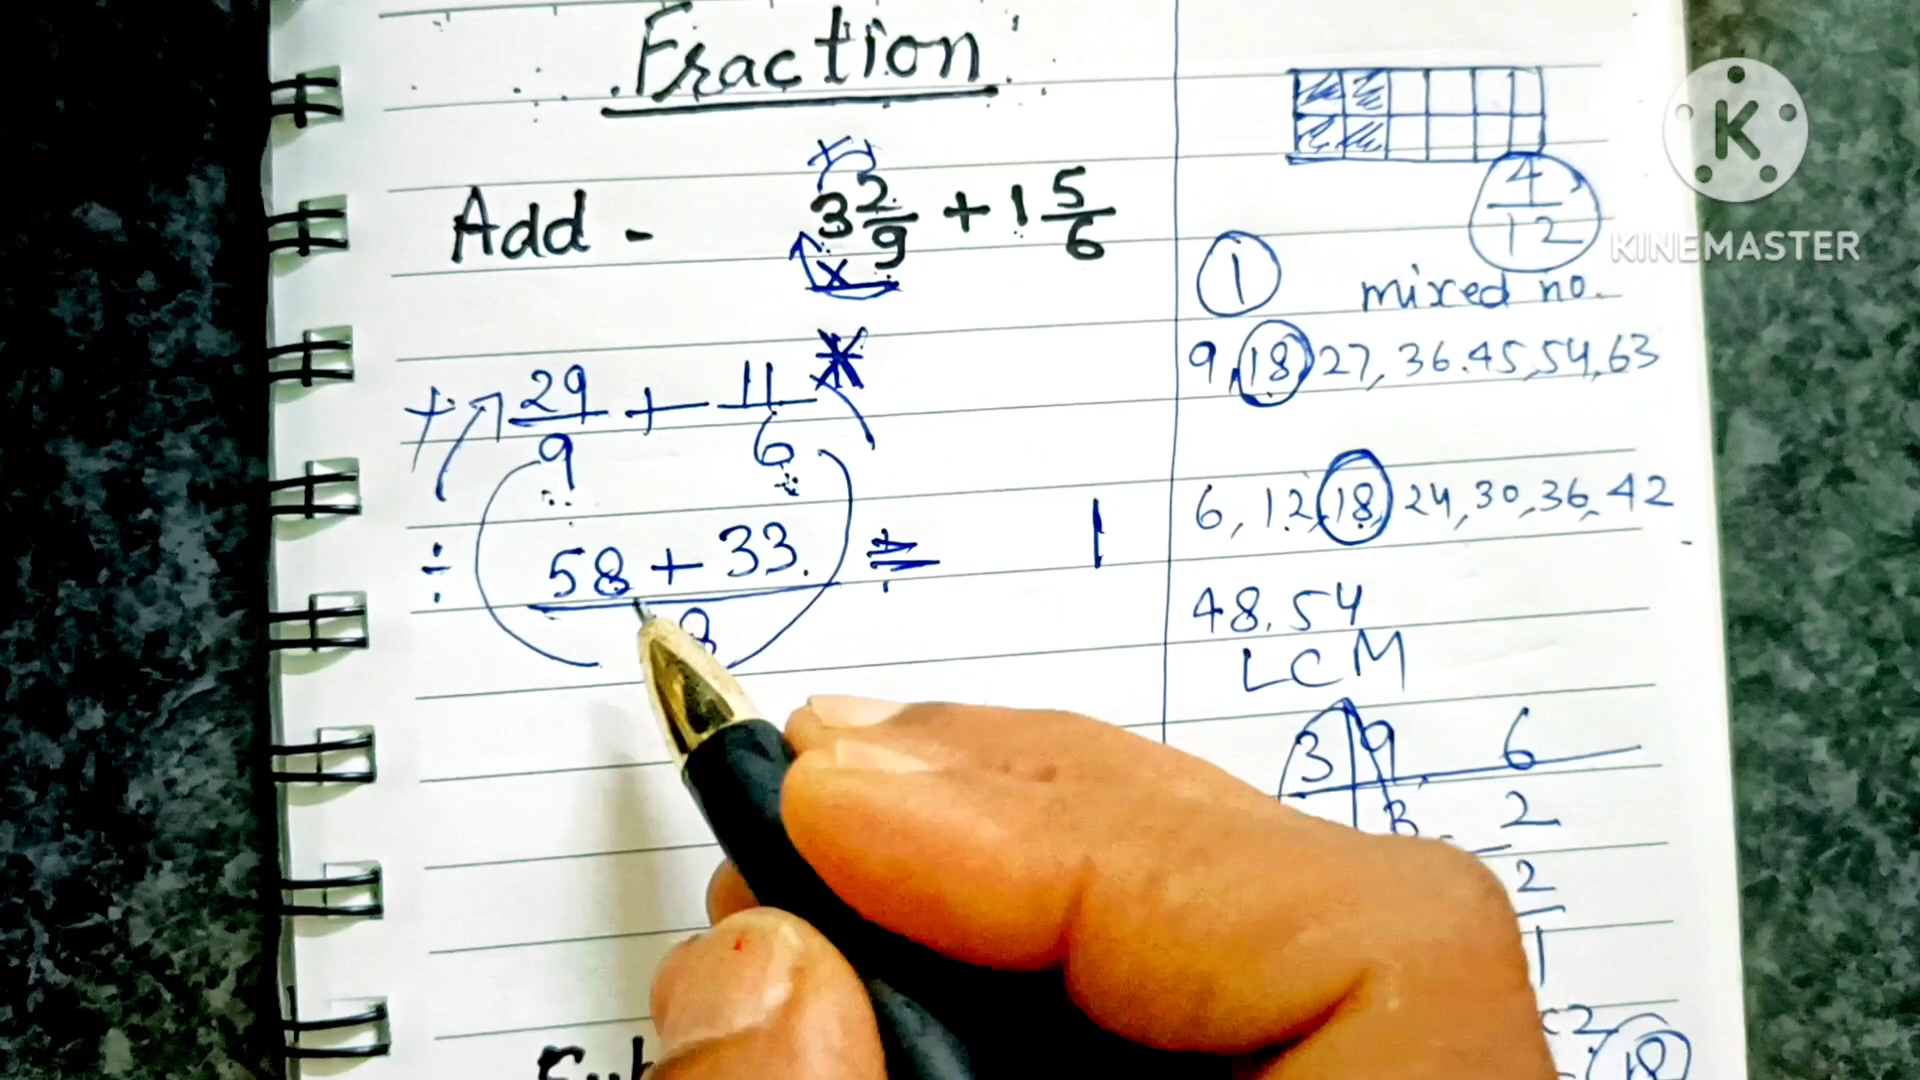 Fraction
Add - 3 2/9 + 1 5/6
x
29/9 + 11/6
÷ 58 + 33 =
8
1
4/12
1 mixed no.
9, 18, 27, 36. 45, 54, 63
6, 12, 18, 24, 30, 36, 42
48, 54
LCM
3 9 6
3 2
2
1
18
K
KINEMASTER